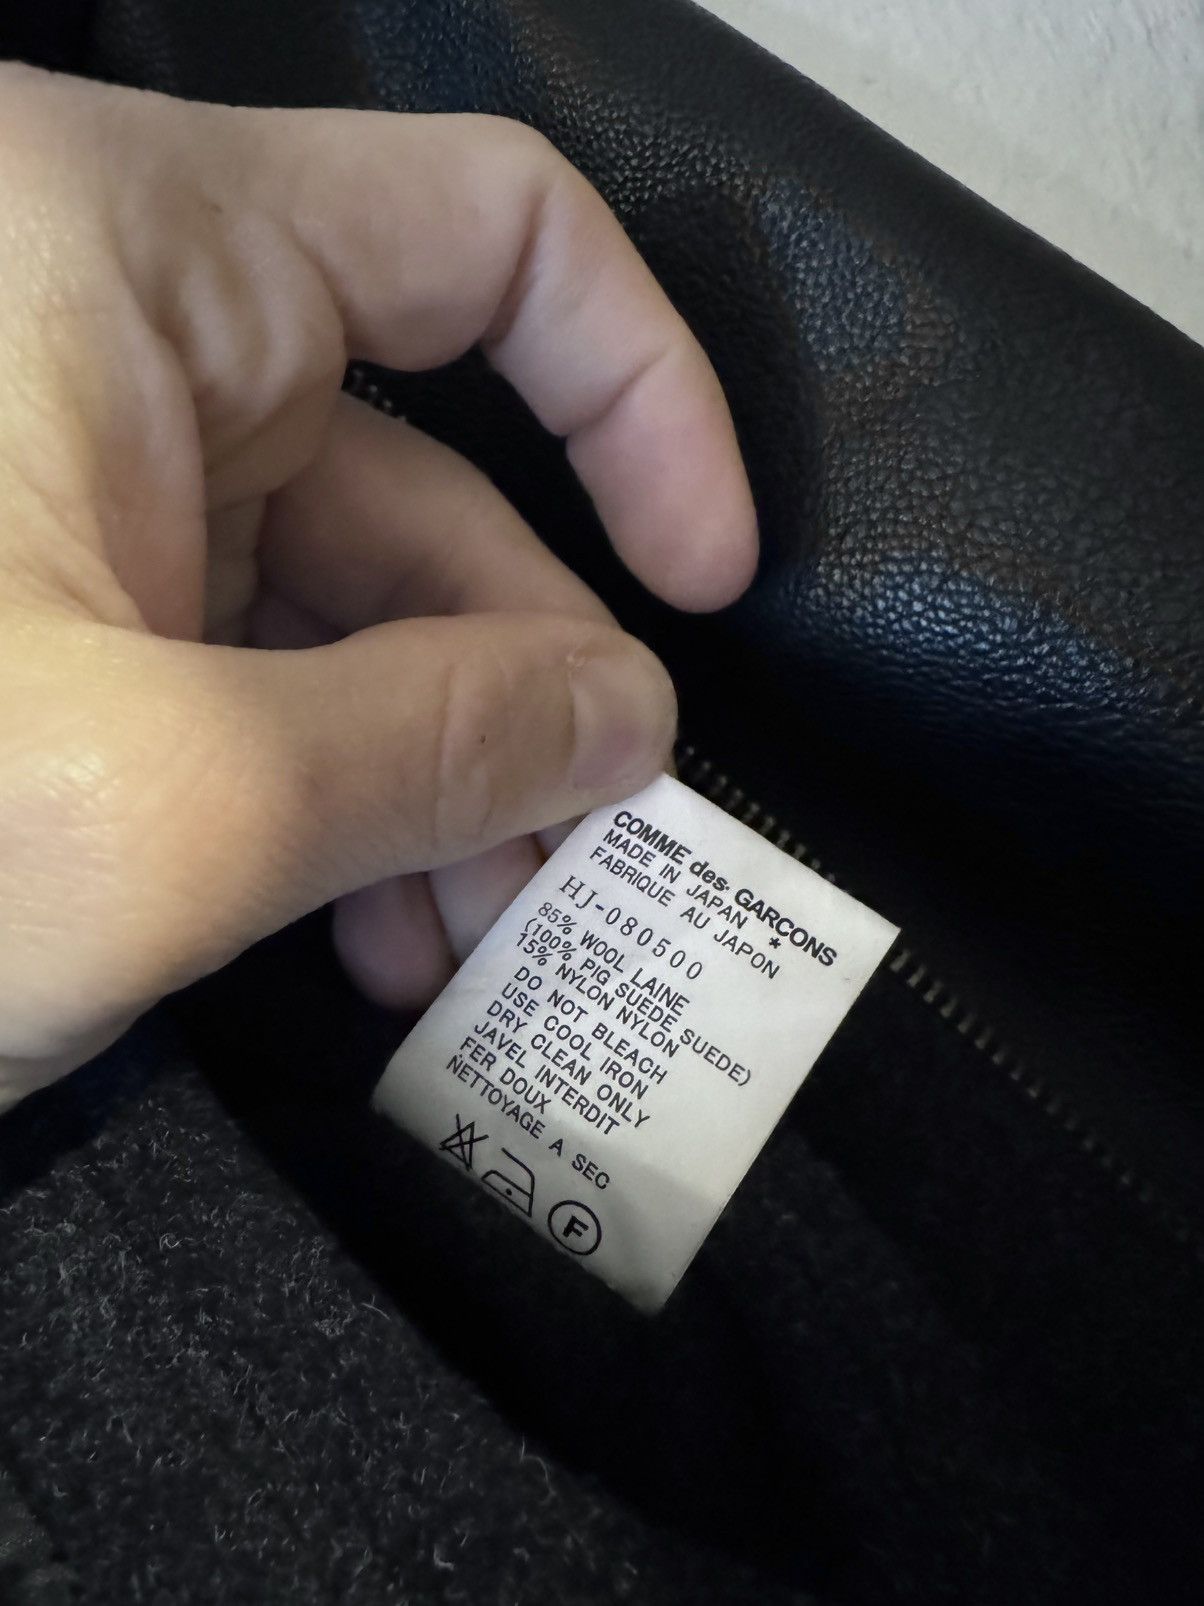 COMME des GARCONS
MADE IN JAPAN *
FABRIQUE AU JAPON
HJ-080500
85% WOOL LAINE
(100% PIG SUEDE SUEDE)
15% NYLON NYLON
DO NOT BLEACH
USE COOL IRON
DRY CLEAN ONLY
JAVEL INTERDIT
FER DOUX
NETTOYAGE A SEC
F